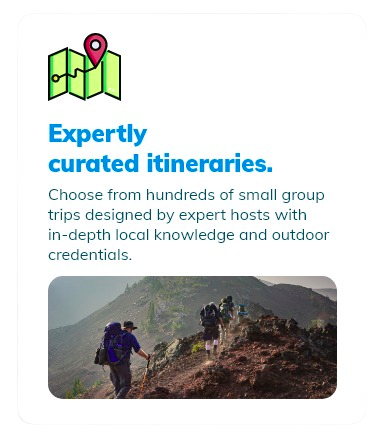 Expertly
curated itineraries.
Choose from hundreds of small group
trips designed by expert hosts with
in-depth local knowledge and outdoor
credentials.